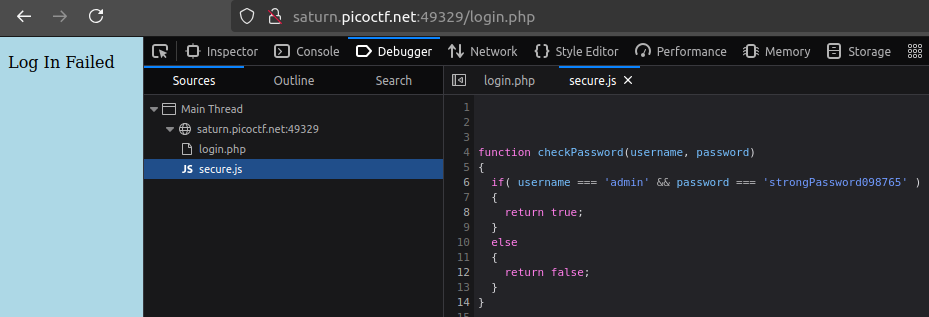 saturn.picoctf.net:49329/login.php
Log In Failed
Inspector Console Debugger Network Style Editor Performance Memory Storage
Sources Outline Search
login.php secure.js
Main Thread
saturn.picoctf.net:49329
login.php
JS secure.js
1
2
3
4 function checkPassword(username, password)
5 {
6 if( username === 'admin' && password === 'strongPassword098765' )
7 {
8 return true;
9 }
10 else
11 {
12 return false;
13 }
14 }
15